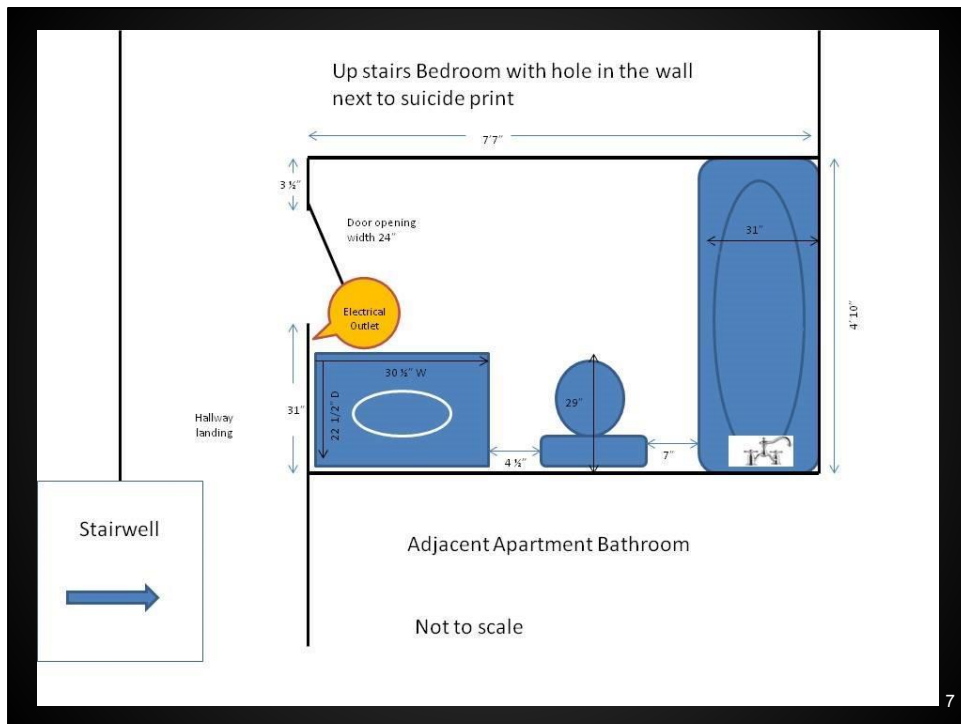 Up stairs Bedroom with hole in the wall
next to suicide print
7'7"
3 ½"
Door opening
width 24"
31"
Electrical
Outlet
4'10"
30 ½" W
22 1/2" D
29"
31"
Hallway
landing
4 ½"
7"
Stairwell
Adjacent Apartment Bathroom
Not to scale
7